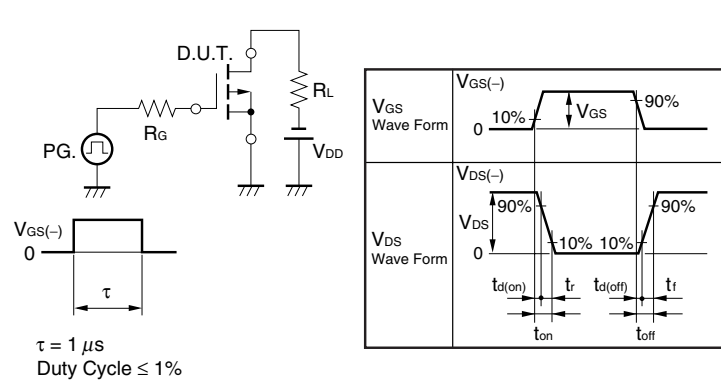 D.U.T.
RL
RG
PG.
VDD
VGS(−)
0
τ
τ = 1 μs
Duty Cycle ≤ 1%
VGS
Wave Form
VGS(−)
10%
VGS
90%
0
VDS
Wave Form
VDS(−)
90%
VDS
10% 10%
90%
0
td(on) tr td(off) tf
ton toff